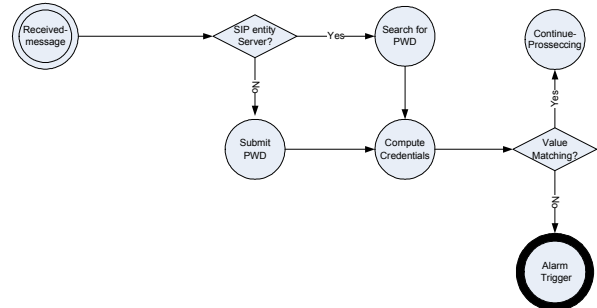 Received-
message
SIP entity
Server?
Yes
Search for
PWD
Continue-
Prosseccing
No
Yes
Submit
PWD
Compute
Credentials
Value
Matching?
No
Alarm
Trigger